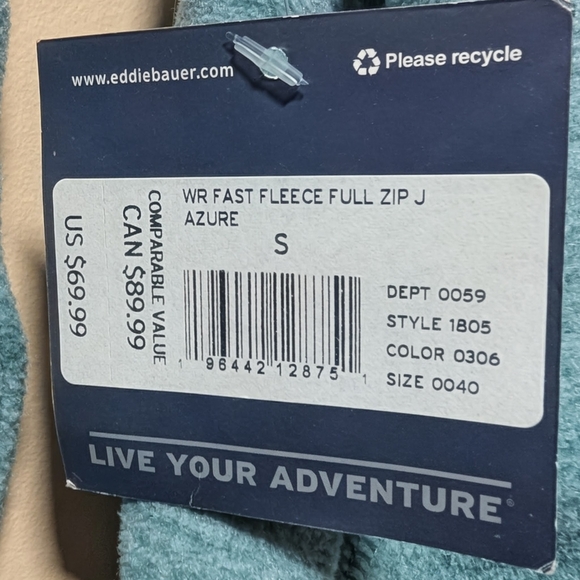 www.eddiebauer.com
Please recycle
WR FAST FLEECE FULL ZIP J
AZURE
S
COMPARABLE VALUE
CAN $89.99
US $69.99
1 96442 12875 1
DEPT 0059
STYLE 1805
COLOR 0306
SIZE 0040
LIVE YOUR ADVENTURE®